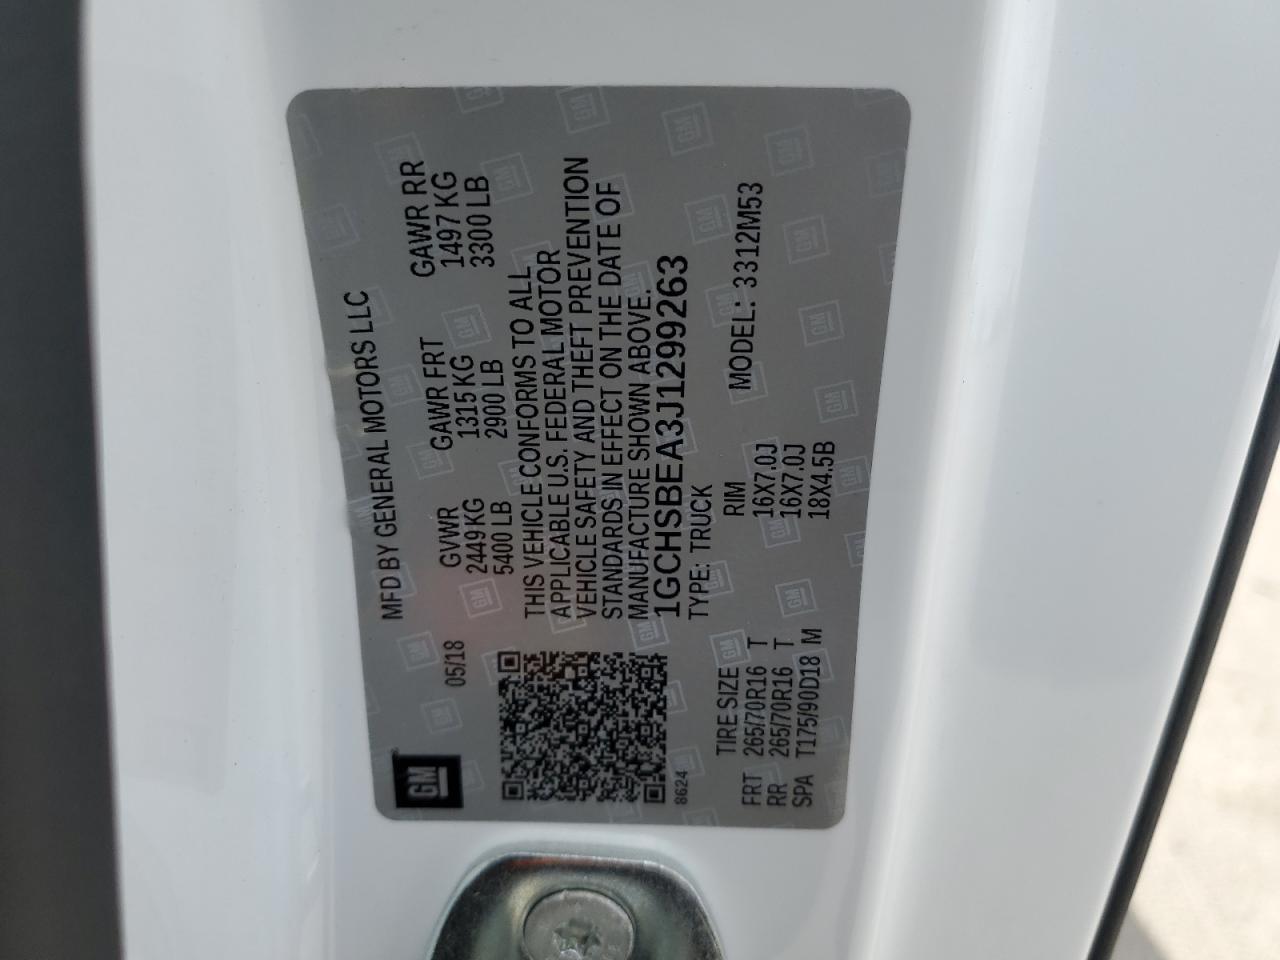 GM
MFD BY GENERAL MOTORS LLC
05/18
GVWR GAWR FRT GAWR RR
2449 KG 1315 KG 1497 KG
5400 LB 2900 LB 3300 LB
THIS VEHICLE CONFORMS TO ALL
APPLICABLE U.S. FEDERAL MOTOR
VEHICLE SAFETY AND THEFT PREVENTION
STANDARDS IN EFFECT ON THE DATE OF
MANUFACTURE SHOWN ABOVE.
1GCHSBEA3J1299263
8624
TYPE: TRUCK
TIRE SIZE RIM MODEL: 3312M53
FRT 265/70R16 T 16X7.0J
RR 265/70R16 T 16X7.0J
SPA T175/90D18 M 18X4.5B